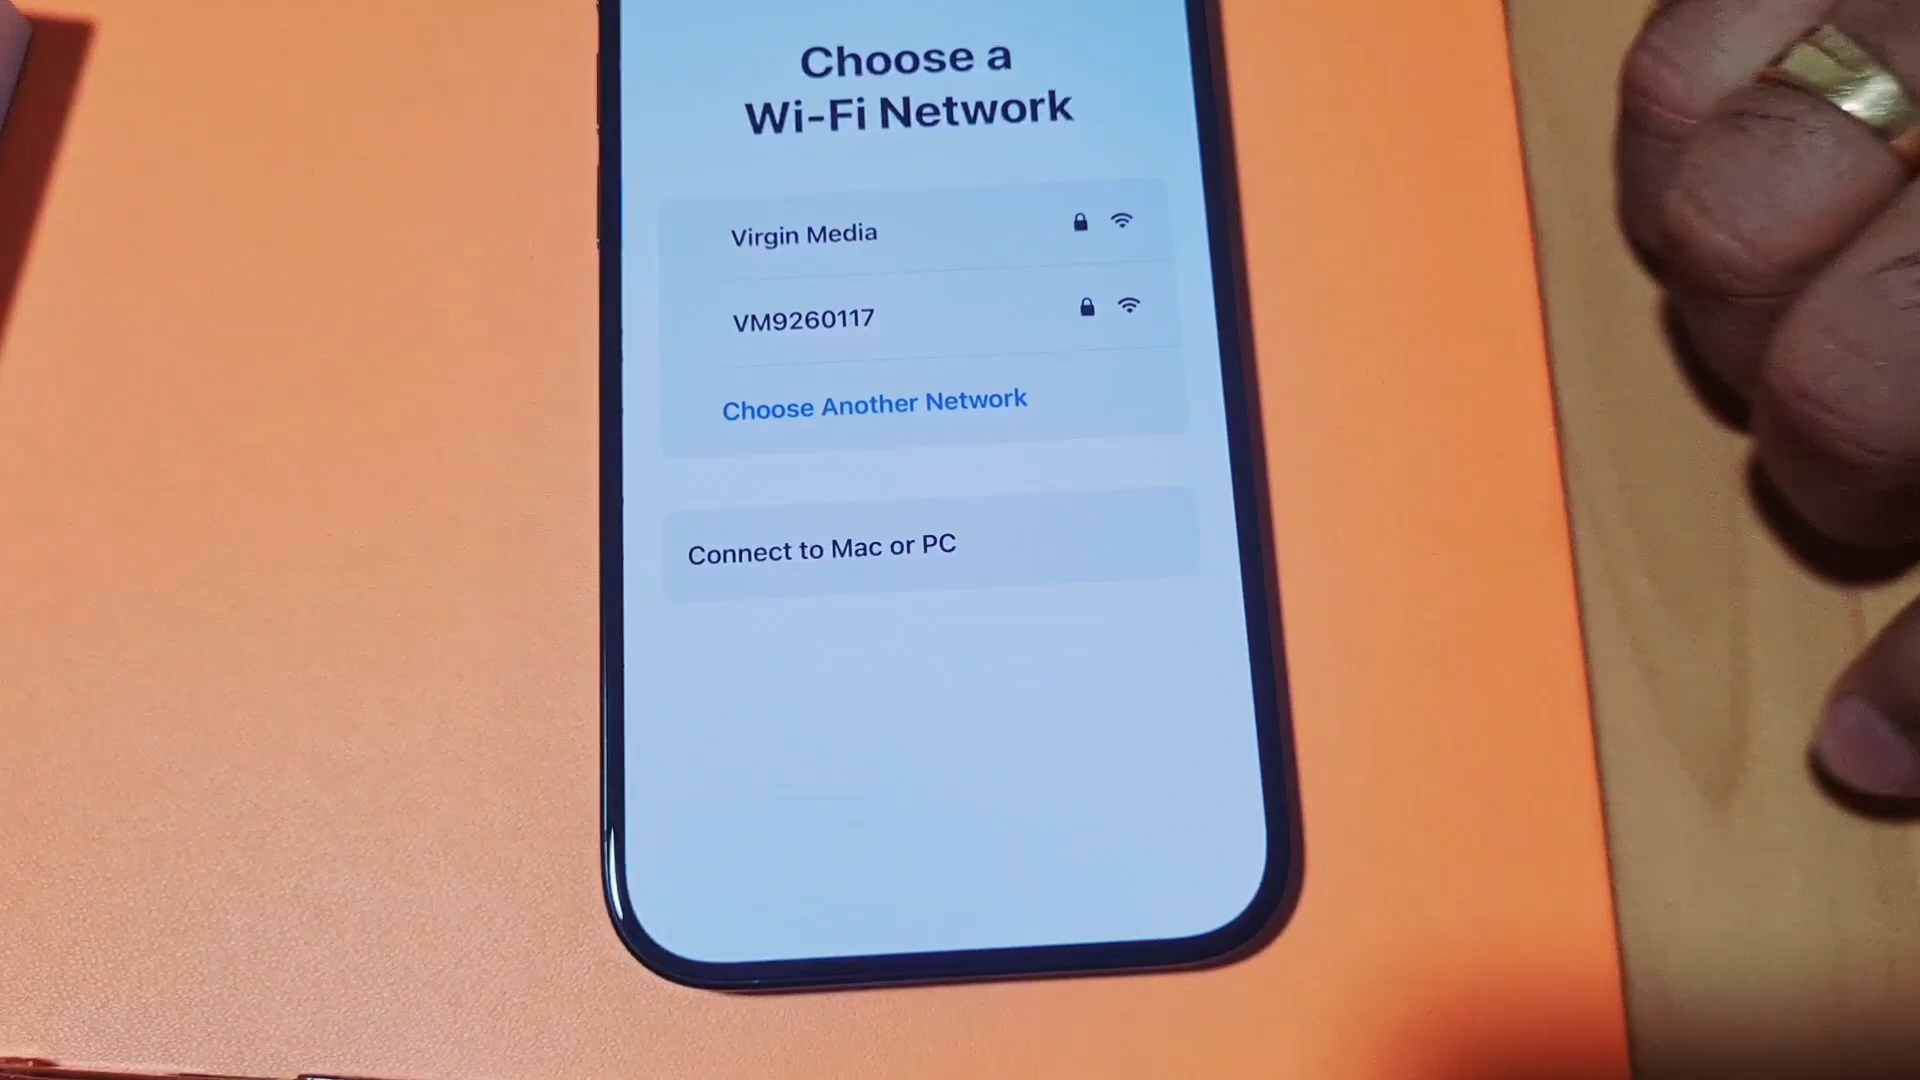 Choose a
Wi-Fi Network
Virgin Media
VM9260117
Choose Another Network
Connect to Mac or PC